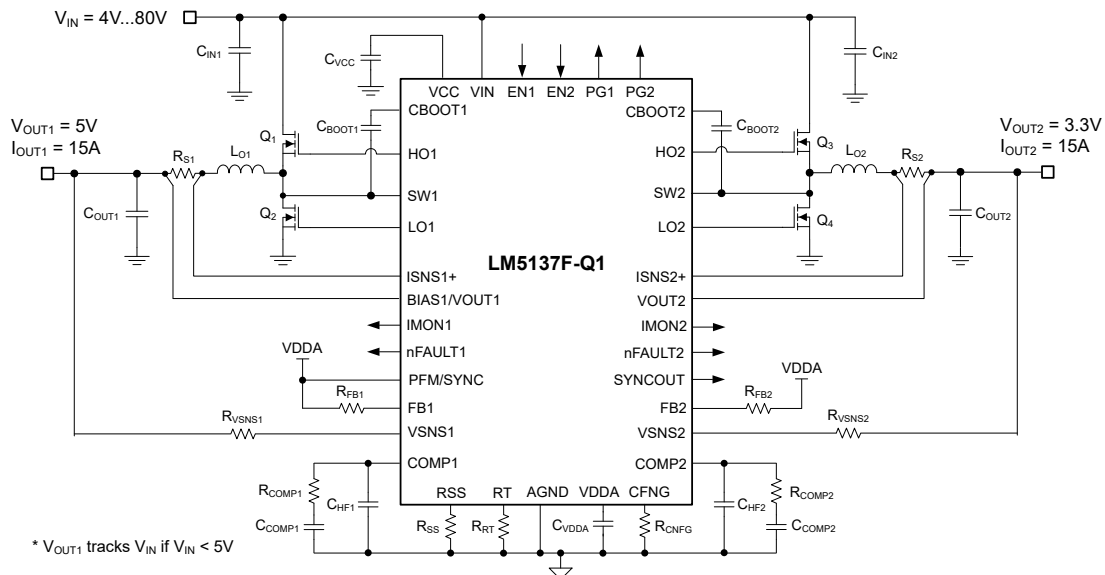 V_IN = 4V...80V
C_IN1
C_VCC
C_IN2
VCC VIN EN1 EN2 PG1 PG2
CBOOT1 CBOOT2
C_BOOT1 C_BOOT2
V_OUT1 = 5V
I_OUT1 = 15A
V_OUT2 = 3.3V
I_OUT2 = 15A
R_S1 L_O1 Q1 HO1 HO2 Q3 L_O2 R_S2
SW1 SW2
C_OUT1 Q2 LO1 LO2 Q4 C_OUT2
LM5137F-Q1
ISNS1+ ISNS2+
BIAS1/VOUT1 VOUT2
IMON1 IMON2
nFAULT1 nFAULT2
VDDA VDDA
PFM/SYNC SYNCOUT
R_FB1 FB1 FB2 R_FB2
R_VSNS1 VSNS1 VSNS2 R_VSNS2
COMP1 COMP2
RSS RT AGND VDDA CFNG
R_COMP1 C_HF1 C_HF2 R_COMP2
C_COMP1 R_SS R_RT C_VDDA R_CNFG C_COMP2
* V_OUT1 tracks V_IN if V_IN < 5V